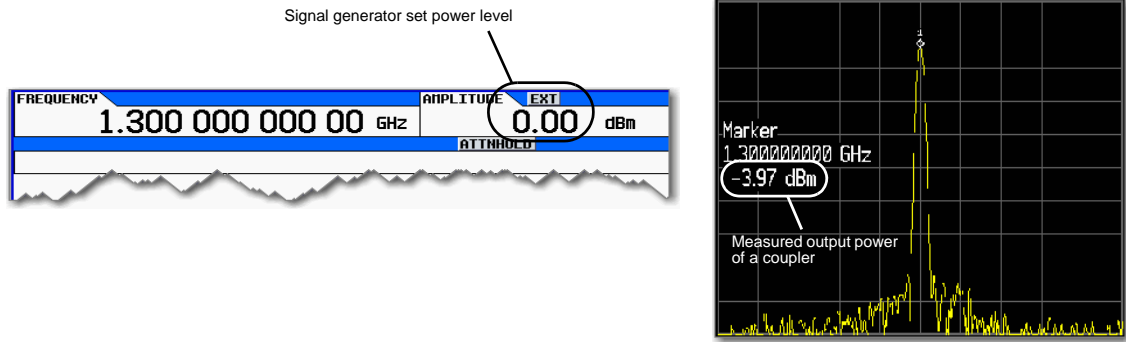 Signal generator set power level
FREQUENCY
1.300 000 000 00 GHz
AMPLITUDE EXT
0.00 dBm
ATTNHOLD
1
Marker
1.300000000 GHz
-3.97 dBm
Measured output power
of a coupler